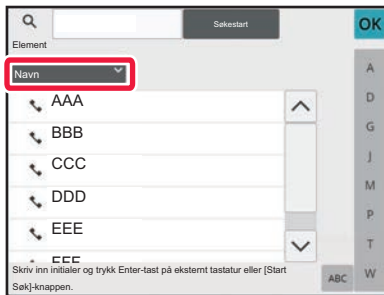 Søkestart
OK
Element
Navn
A
AAA
D
BBB
G
CCC
J
M
DDD
P
EEE
T
FFF
Skriv inn initialer og trykk Enter-tast på eksternt tastatur eller [Start
Søk]-knappen.
ABC
W